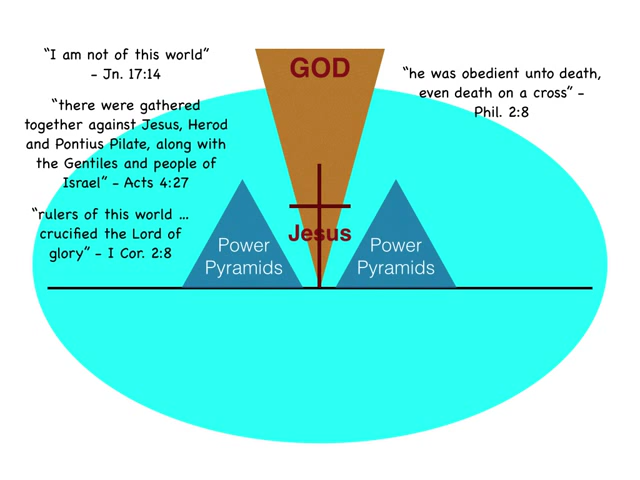 "I am not of this world"
- Jn. 17:14
"there were gathered
together against Jesus, Herod
and Pontius Pilate, along with
the Gentiles and people of
Israel" - Acts 4:27
"rulers of this world ...
crucified the Lord of
glory" - I Cor. 2:8
GOD
"he was obedient unto death,
even death on a cross" -
Phil. 2:8
Jesus
Power
Pyramids
Power
Pyramids